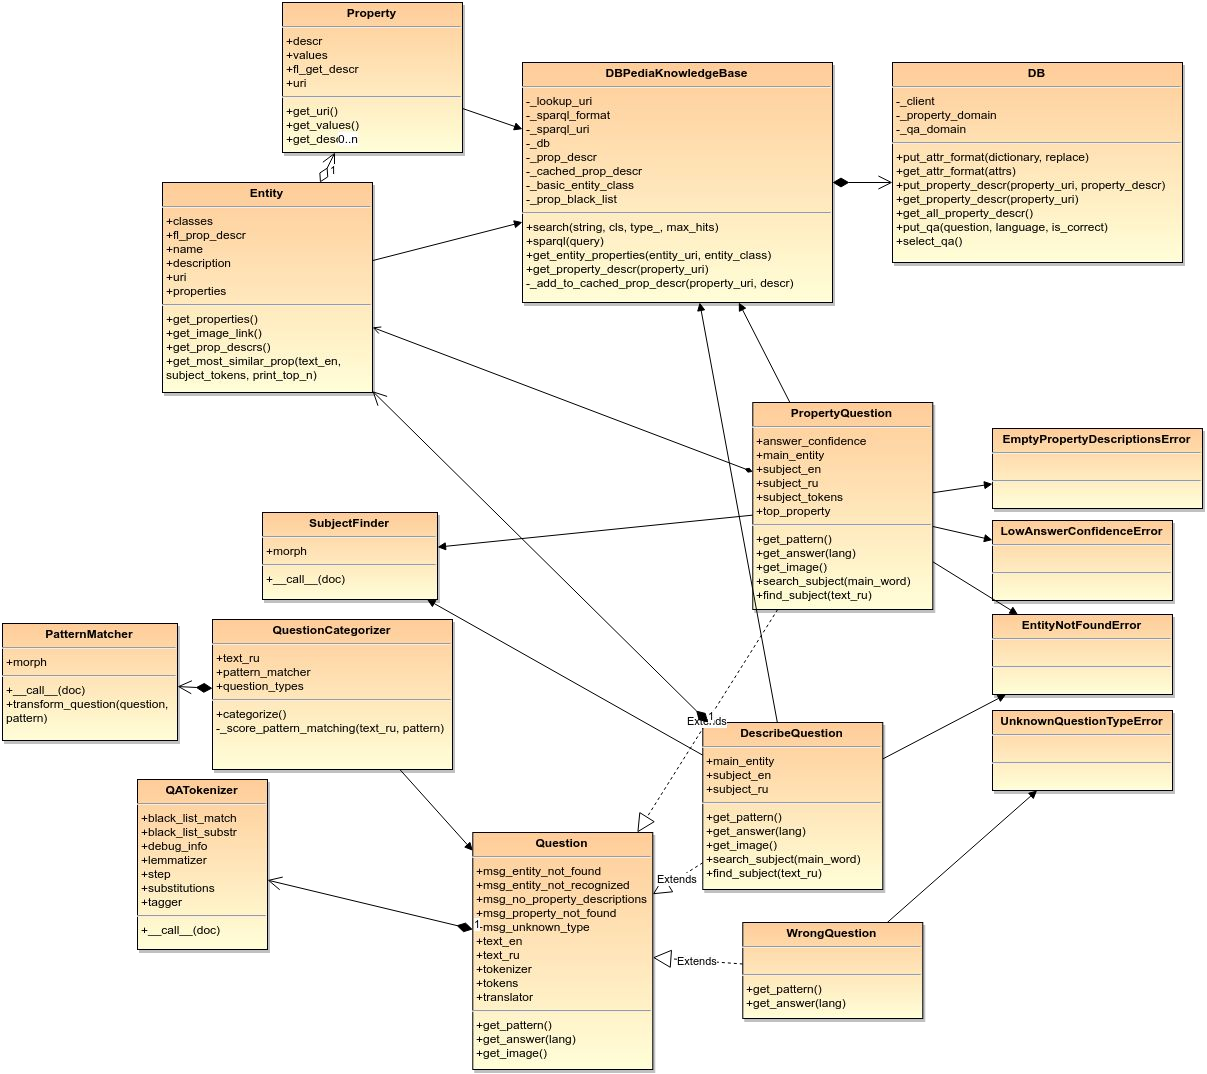 Property
+descr
+values
+fl_get_descr
+uri
+get_uri()
+get_values()
+get_desc
0..n
1
DBPediaKnowledgeBase
-_lookup_uri
-_sparql_format
-_sparql_uri
-_db
-_prop_descr
-_cached_prop_descr
-_basic_entity_class
-_prop_black_list
+search(string, cls, type_, max_hits)
+sparql(query)
+get_entity_properties(entity_uri, entity_class)
+get_property_descr(property_uri)
-_add_to_cached_prop_descr(property_uri, descr)
DB
-_client
-_property_domain
-_qa_domain
+put_attr_format(dictionary, replace)
+get_attr_format(attrs)
+put_property_descr(property_uri, property_descr)
+get_property_descr(property_uri)
+get_all_property_descr()
+put_qa(question, language, is_correct)
+select_qa()
Entity
+classes
+fl_prop_descr
+name
+description
+uri
+properties
+get_properties()
+get_image_link()
+get_prop_descrs()
+get_most_similar_prop(text_en,
subject_tokens, print_top_n)
PropertyQuestion
+answer_confidence
+main_entity
+subject_en
+subject_ru
+subject_tokens
+top_property
+get_pattern()
+get_answer(lang)
+get_image()
+search_subject(main_word)
+find_subject(text_ru)
EmptyPropertyDescriptionsError
LowAnswerConfidenceError
EntityNotFoundError
UnknownQuestionTypeError
SubjectFinder
+morph
+__call__(doc)
PatternMatcher
+morph
+__call__(doc)
+transform_question(question,
pattern)
QuestionCategorizer
+text_ru
+pattern_matcher
+question_types
+categorize()
-_score_pattern_matching(text_ru, pattern)
Extends
1
DescribeQuestion
+main_entity
+subject_en
+subject_ru
+get_pattern()
+get_answer(lang)
+get_image()
+search_subject(main_word)
+find_subject(text_ru)
QATokenizer
+black_list_match
+black_list_substr
+debug_info
+lemmatizer
+step
+substitutions
+tagger
+__call__(doc)
Question
+msg_entity_not_found
+msg_entity_not_recognized
+msg_no_property_descriptions
+msg_property_not_found
1
msg_unknown_type
+text_en
+text_ru
+tokenizer
+tokens
+translator
+get_pattern()
+get_answer(lang)
+get_image()
Extends
Extends
WrongQuestion
+get_pattern()
+get_answer(lang)